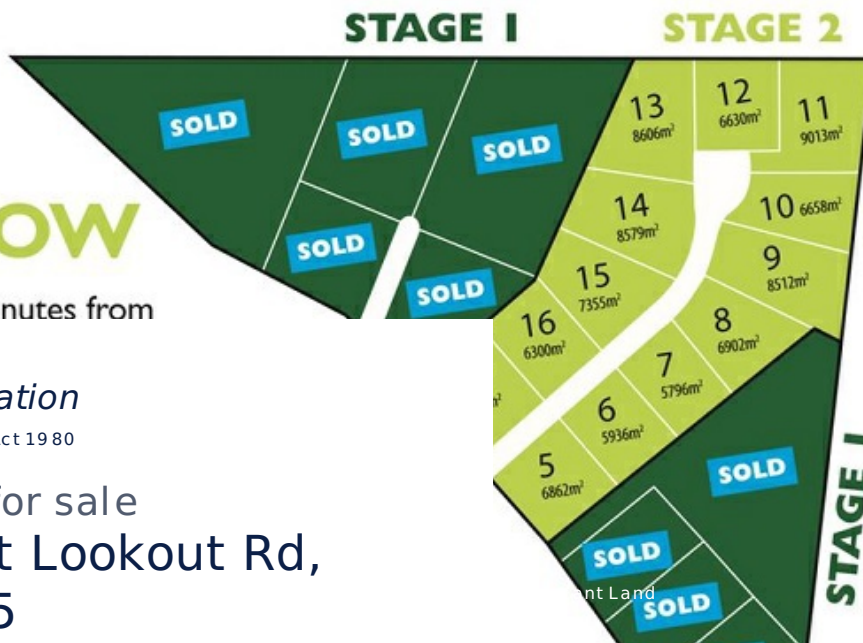 STAGE 1
STAGE 2
SOLD
SOLD
SOLD
SOLD
SOLD
13
8606m²
12
6630m²
11
9013m²
14
8579m²
10 6658m²
15
7355m²
9
8512m²
16
6300m²
8
6902m²
7
5796m²
6
5936m²
5
6862m²
m²
OW
nutes from
ation
ct 1980
for sale
t Lookout Rd,
5
SOLD
SOLD
SOLD
nt Land
STAGE 1